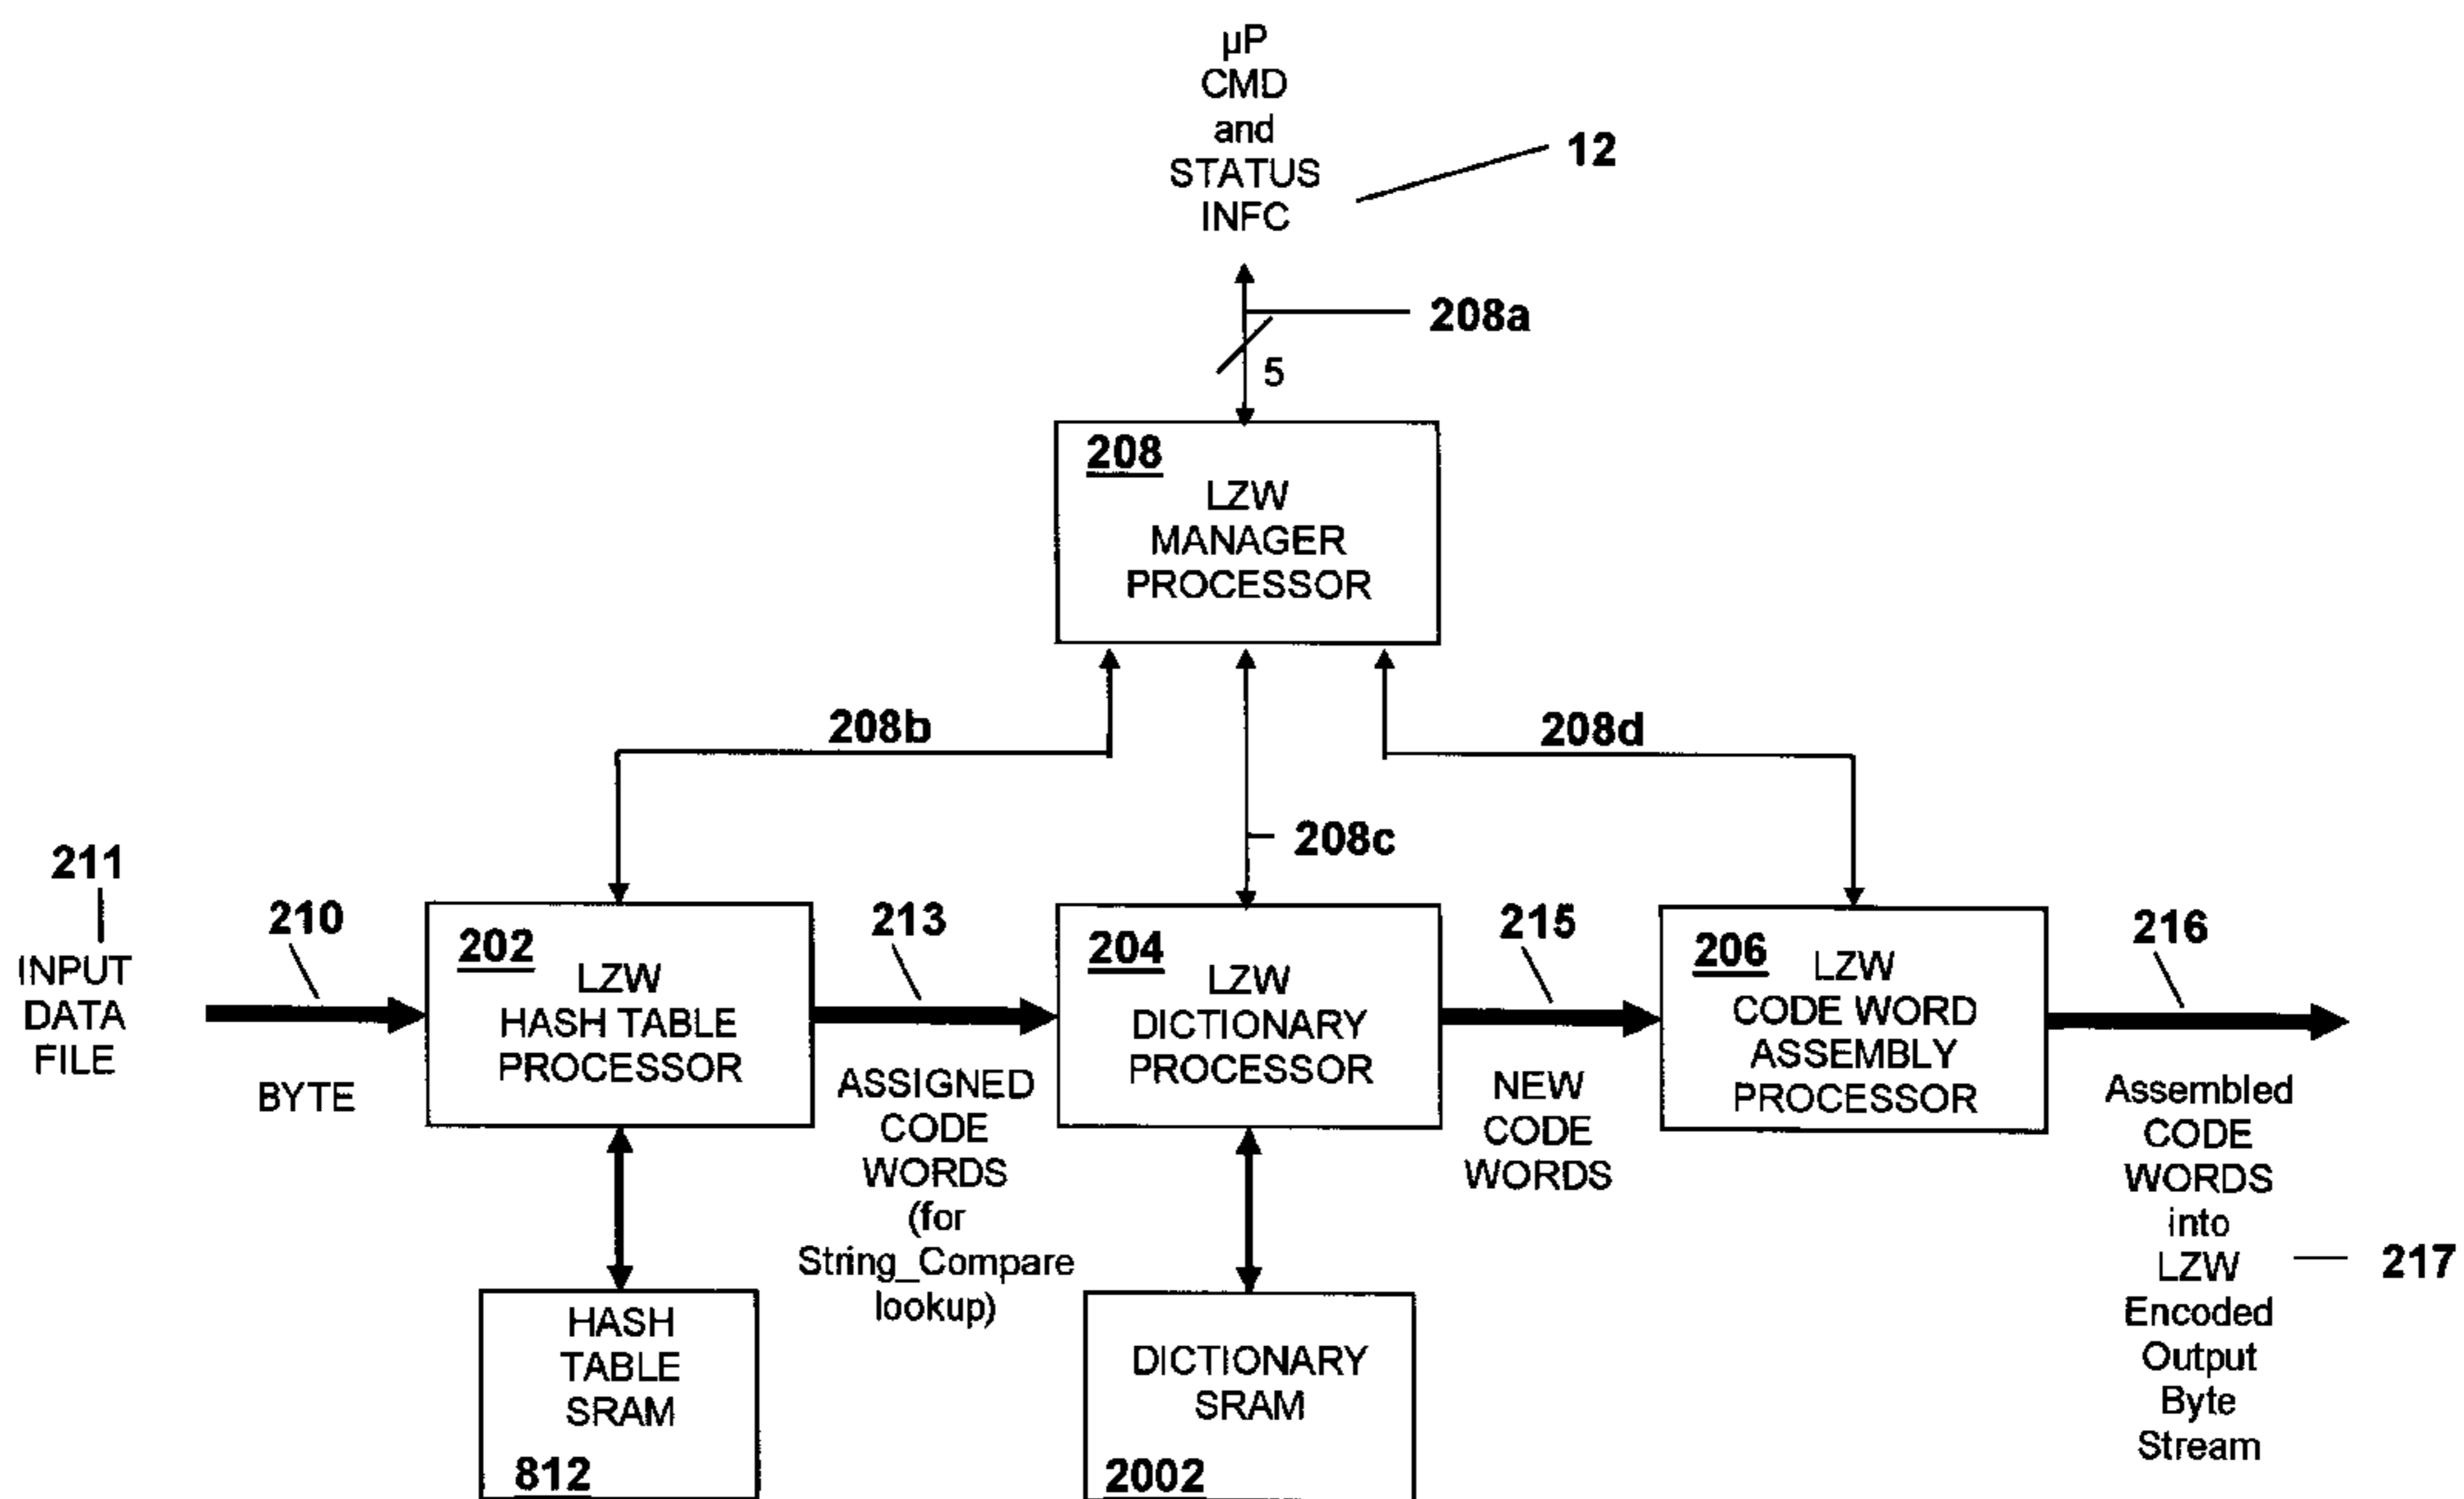 µP
CMD
and
STATUS
INFC
12
208a
5
208
LZW
MANAGER
PROCESSOR
208b
208d
208c
211
INPUT
DATA
FILE
210
BYTE
202
LZW
HASH TABLE
PROCESSOR
213
ASSIGNED
CODE
WORDS
(for
String_Compare
lookup)
204
LZW
DICTIONARY
PROCESSOR
215
NEW
CODE
WORDS
206
LZW
CODE WORD
ASSEMBLY
PROCESSOR
216
Assembled
CODE
WORDS
into
LZW
Encoded
Output
Byte
Stream
217
HASH
TABLE
SRAM
812
DICTIONARY
SRAM
2002